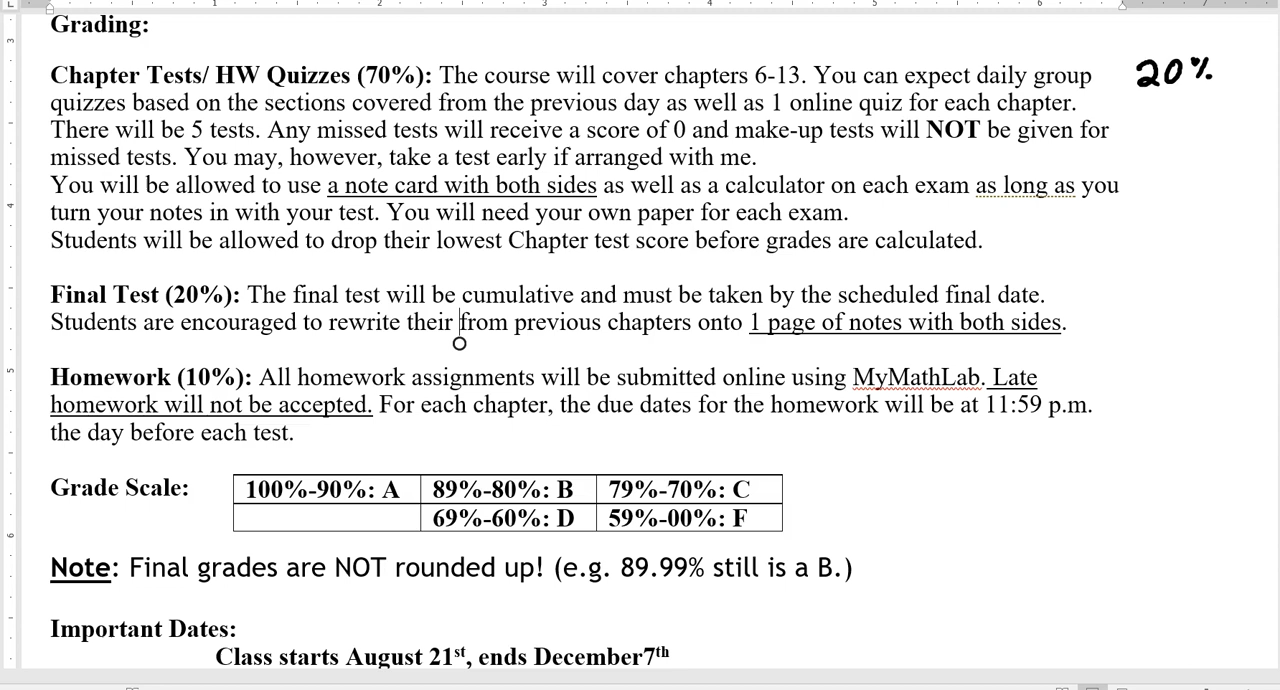 Grading:
Chapter Tests/ HW Quizzes (70%): The course will cover chapters 6-13. You can expect daily group
20%
quizzes based on the sections covered from the previous day as well as 1 online quiz for each chapter.
There will be 5 tests. Any missed tests will receive a score of 0 and make-up tests will NOT be given for
missed tests. You may, however, take a test early if arranged with me.
You will be allowed to use a note card with both sides as well as a calculator on each exam as long as you
turn your notes in with your test. You will need your own paper for each exam.
Students will be allowed to drop their lowest Chapter test score before grades are calculated.
Final Test (20%): The final test will be cumulative and must be taken by the scheduled final date.
Students are encouraged to rewrite their from previous chapters onto 1 page of notes with both sides.
Homework (10%): All homework assignments will be submitted online using MyMathLab. Late
homework will not be accepted. For each chapter, the due dates for the homework will be at 11:59 p.m.
the day before each test.
Grade Scale: 100%-90%: A 89%-80%: B 79%-70%: C
69%-60%: D 59%-00%: F
Note: Final grades are NOT rounded up! (e.g. 89.99% still is a B.)
Important Dates:
Class starts August 21st, ends December7th